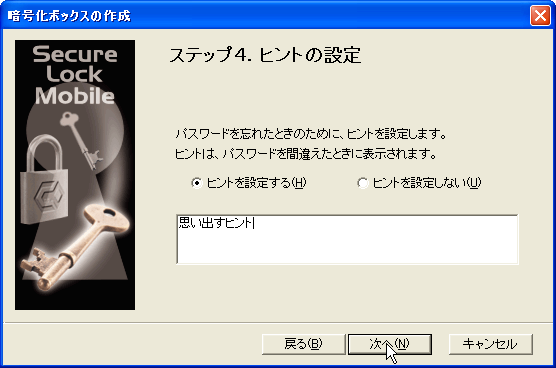 暗号化ボックスの作成
Secure
Lock
Mobile
ステップ4. ヒントの設定
パスワードを忘れたときのために、ヒントを設定します。
ヒントは、パスワードを間違えたときに表示されます。
ヒントを設定する(H) ヒントを設定しない(U)
思い出すヒント
戻る(B) 次へ(N) キャンセル